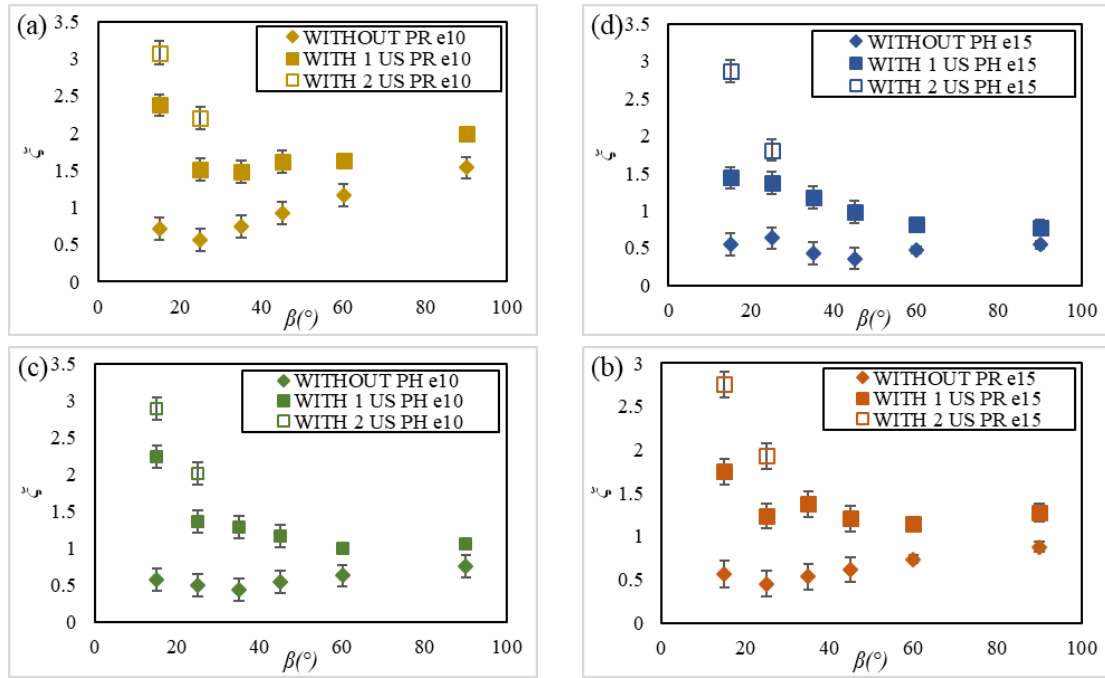 (a)
WITHOUT PR e10
WITH 1 US PR e10
WITH 2 US PR e10
3.5
3
2.5
2
1.5
1
0.5
0
ξ
0 20 40 60 80 100
β(°)
(d)
WITHOUT PH e15
WITH 1 US PH e15
WITH 2 US PH e15
3.5
3
2.5
2
1.5
1
0.5
0
ξ
0 20 40 60 80 100
β(°)
(c)
WITHOUT PH e10
WITH 1 US PH e10
WITH 2 US PH e10
3.5
3
2.5
2
1.5
1
0.5
0
ξ
0 20 40 60 80 100
β(°)
(b)
WITHOUT PR e15
WITH 1 US PR e15
WITH 2 US PR e15
3
2.5
2
1.5
1
0.5
0
ξ
0 20 40 60 80 100
β(°)